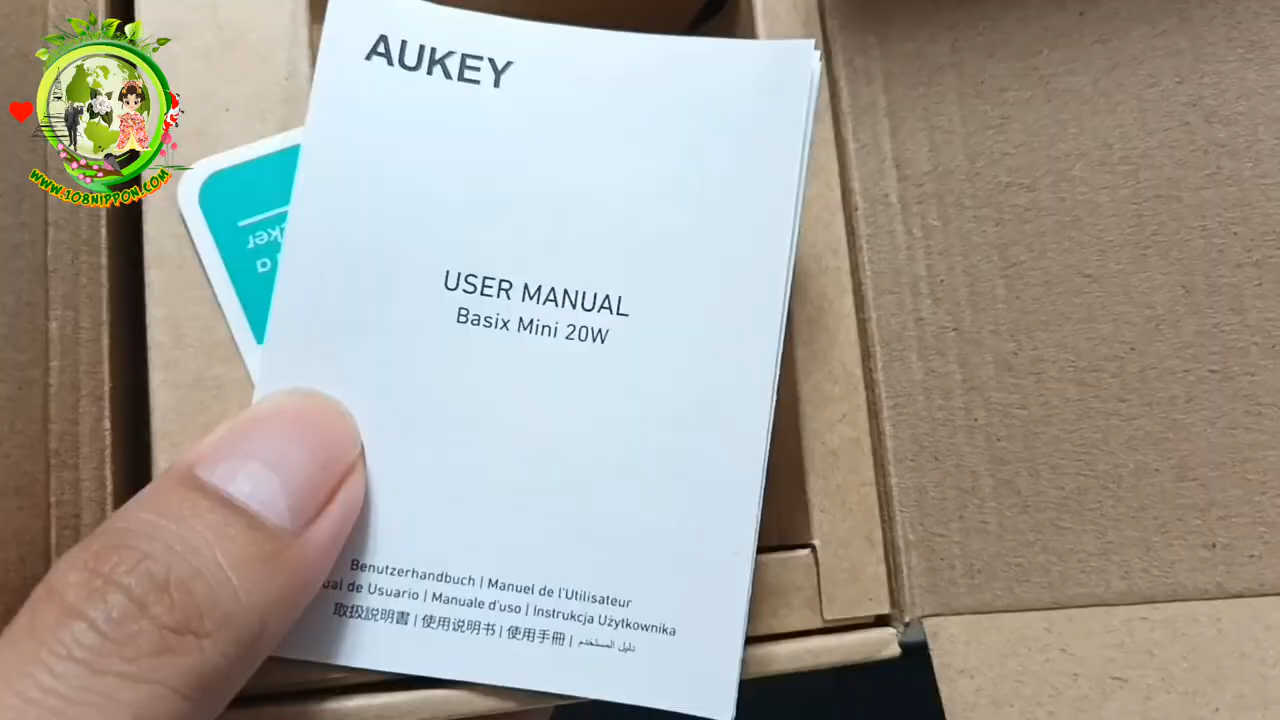 AUKEY
USER MANUAL
Basix Mini 20W
Benutzerhandbuch | Manuel de l'Utilisateur
de Usuario | Manuale d'uso | Instrukcja Użytkownika
取扱説明書 | 使用说明书 | 使用手冊 | دليل المستخدم
WWW.108NIPPON.COM